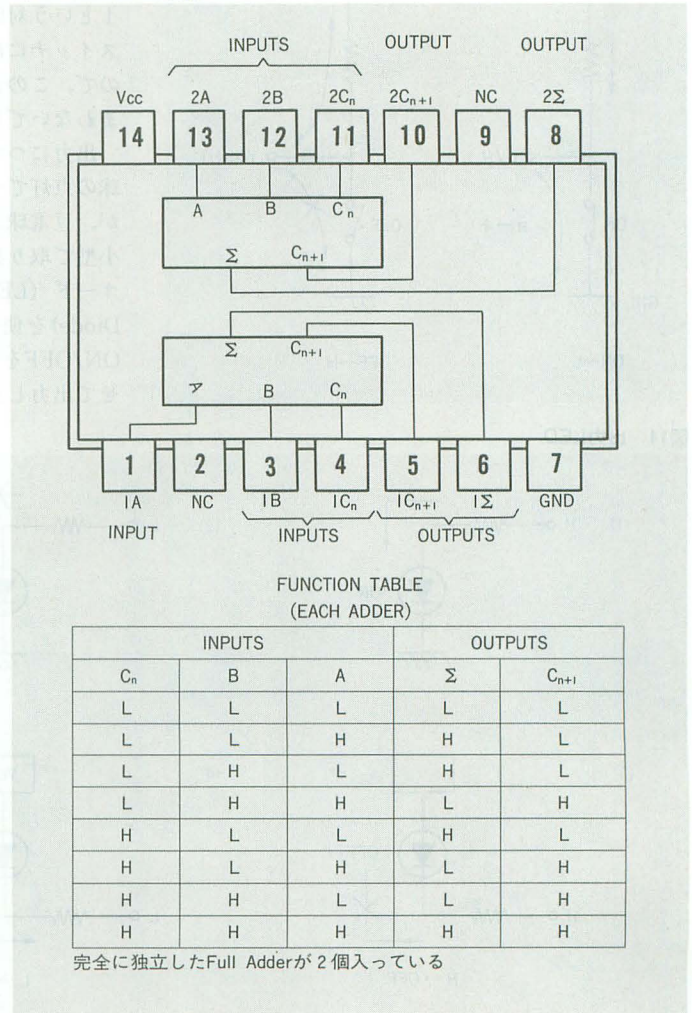 INPUTS OUTPUT OUTPUT
Vcc 2A 2B 2Cn 2Cn+1 NC 2Σ
14 13 12 11 10 9 8
A B Cn
Σ Cn+1
Σ Cn+1
A B Cn
1 2 3 4 5 6 7
1A NC 1B 1Cn 1Cn+1 1Σ GND
INPUT INPUTS OUTPUTS
FUNCTION TABLE
(EACH ADDER)
INPUTS OUTPUTS
Cn B A Σ Cn+1
L L L L L
L L H H L
L H L H L
L H H L H
H L L H L
H L H L H
H H L L H
H H H H H
完全に独立したFull Adderが2個入っている